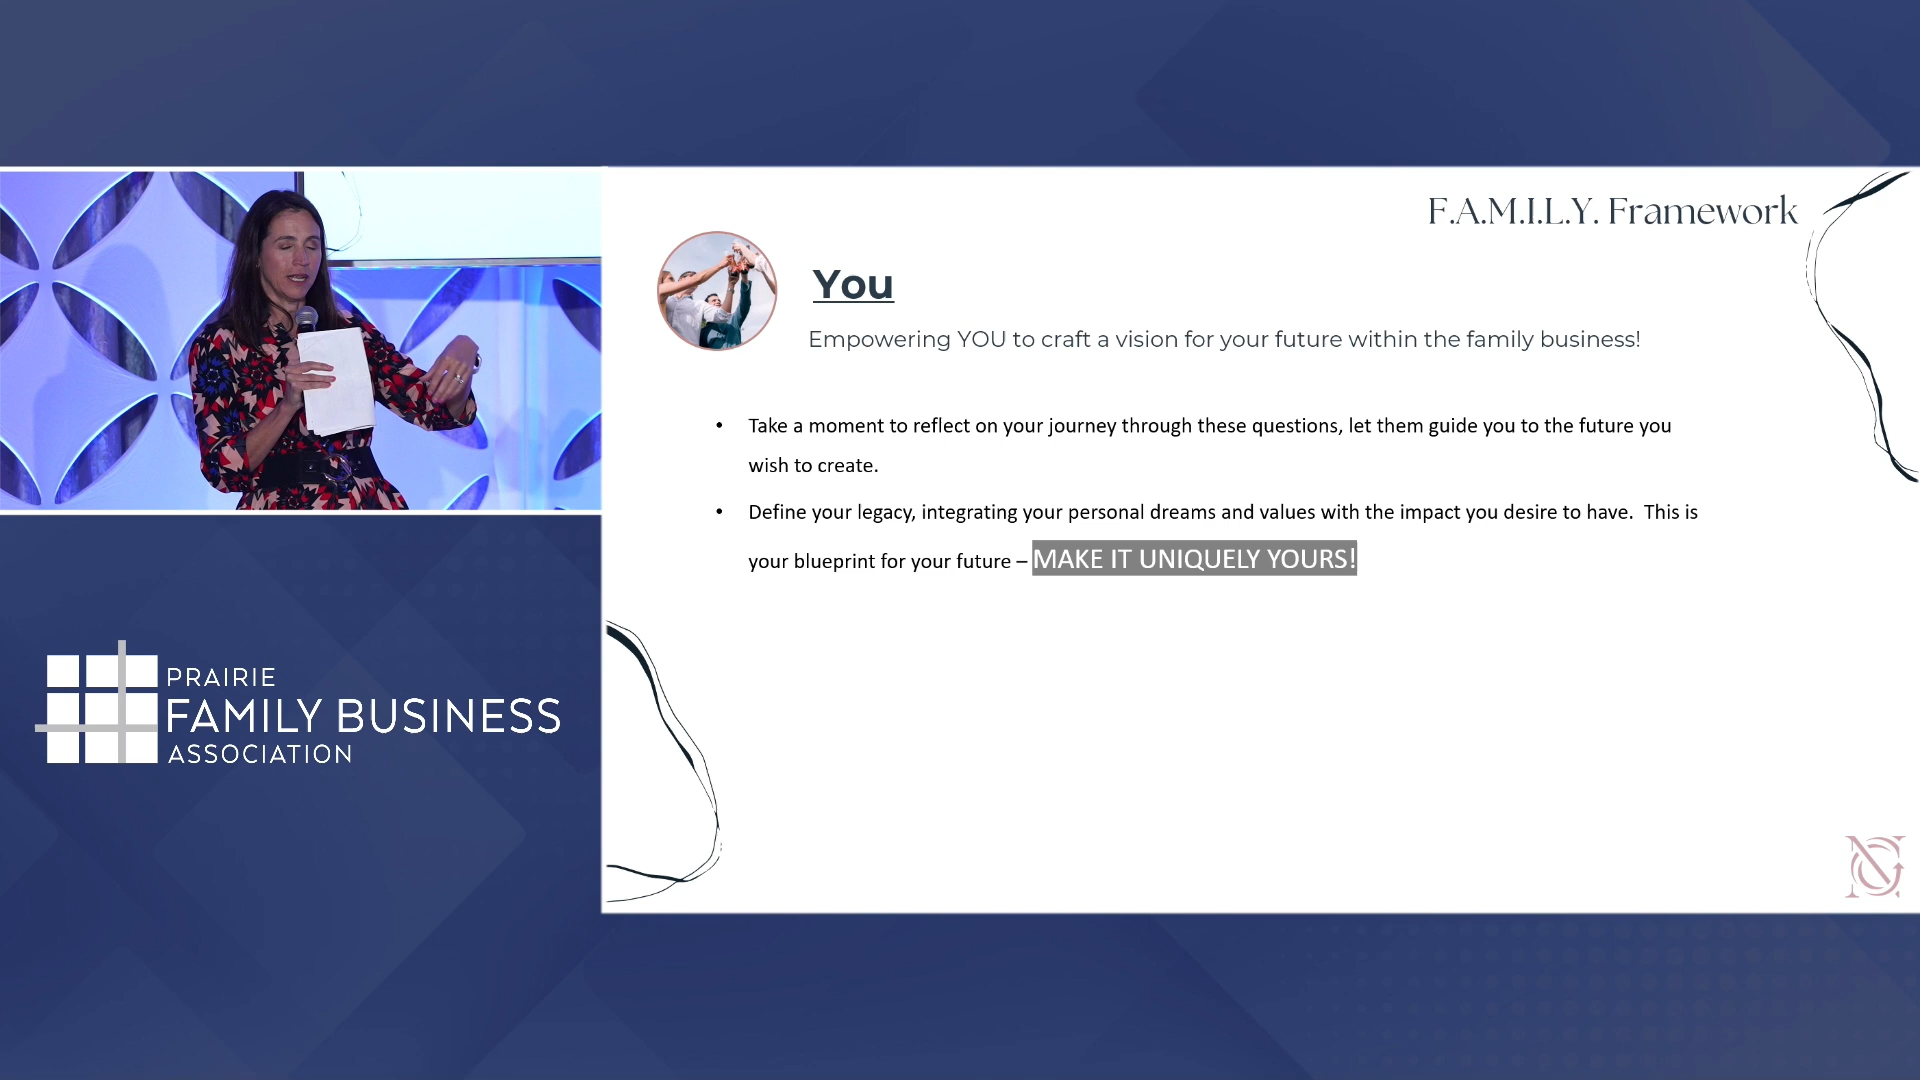 F.A.M.I.L.Y. Framework
You
Empowering YOU to craft a vision for your future within the family business!
• Take a moment to reflect on your journey through these questions, let them guide you to the future you
wish to create.
• Define your legacy, integrating your personal dreams and values with the impact you desire to have. This is
your blueprint for your future – MAKE IT UNIQUELY YOURS!
PRAIRIE
FAMILY BUSINESS
ASSOCIATION